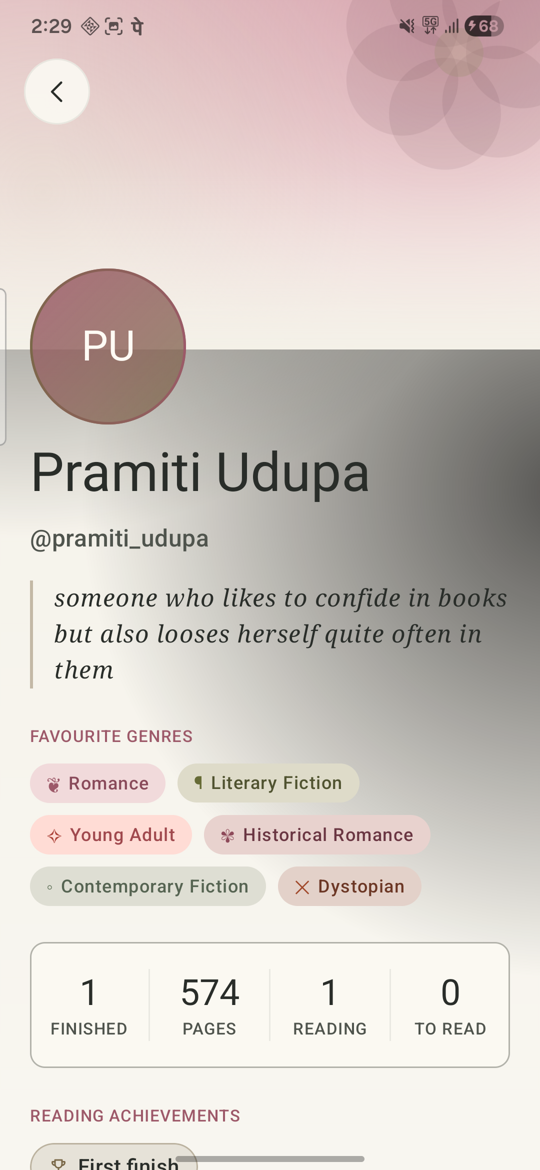 2:29
पे
5G
68
PU
Pramiti Udupa
@pramiti_udupa
someone who likes to confide in books
but also looses herself quite often in
them
FAVOURITE GENRES
Romance
¶ Literary Fiction
Young Adult
Historical Romance
Contemporary Fiction
Dystopian
1 574 1 0
FINISHED PAGES READING TO READ
READING ACHIEVEMENTS
First finish